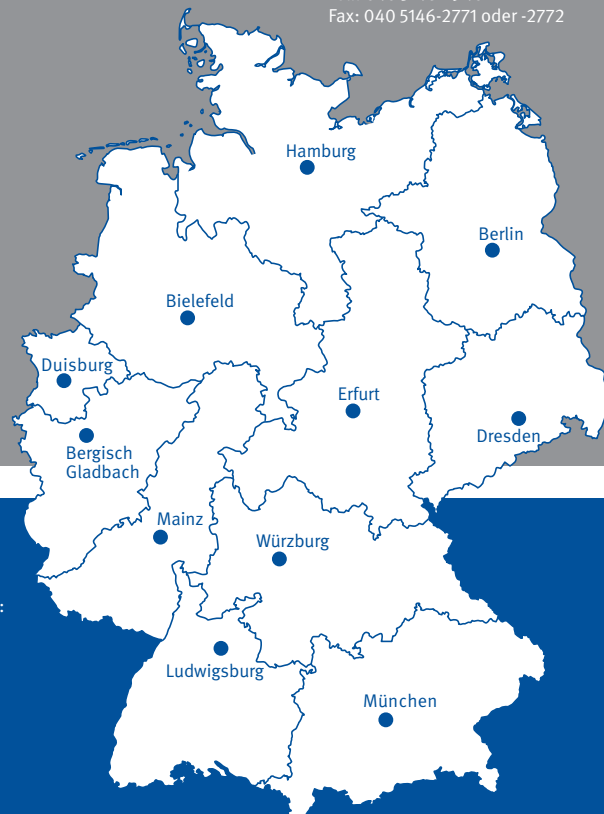 Fax: 040 5146-2771 oder -2772
Hamburg
Berlin
Bielefeld
Duisburg
Erfurt
Bergisch
Gladbach
Dresden
Mainz
Würzburg
:
Ludwigsburg
München